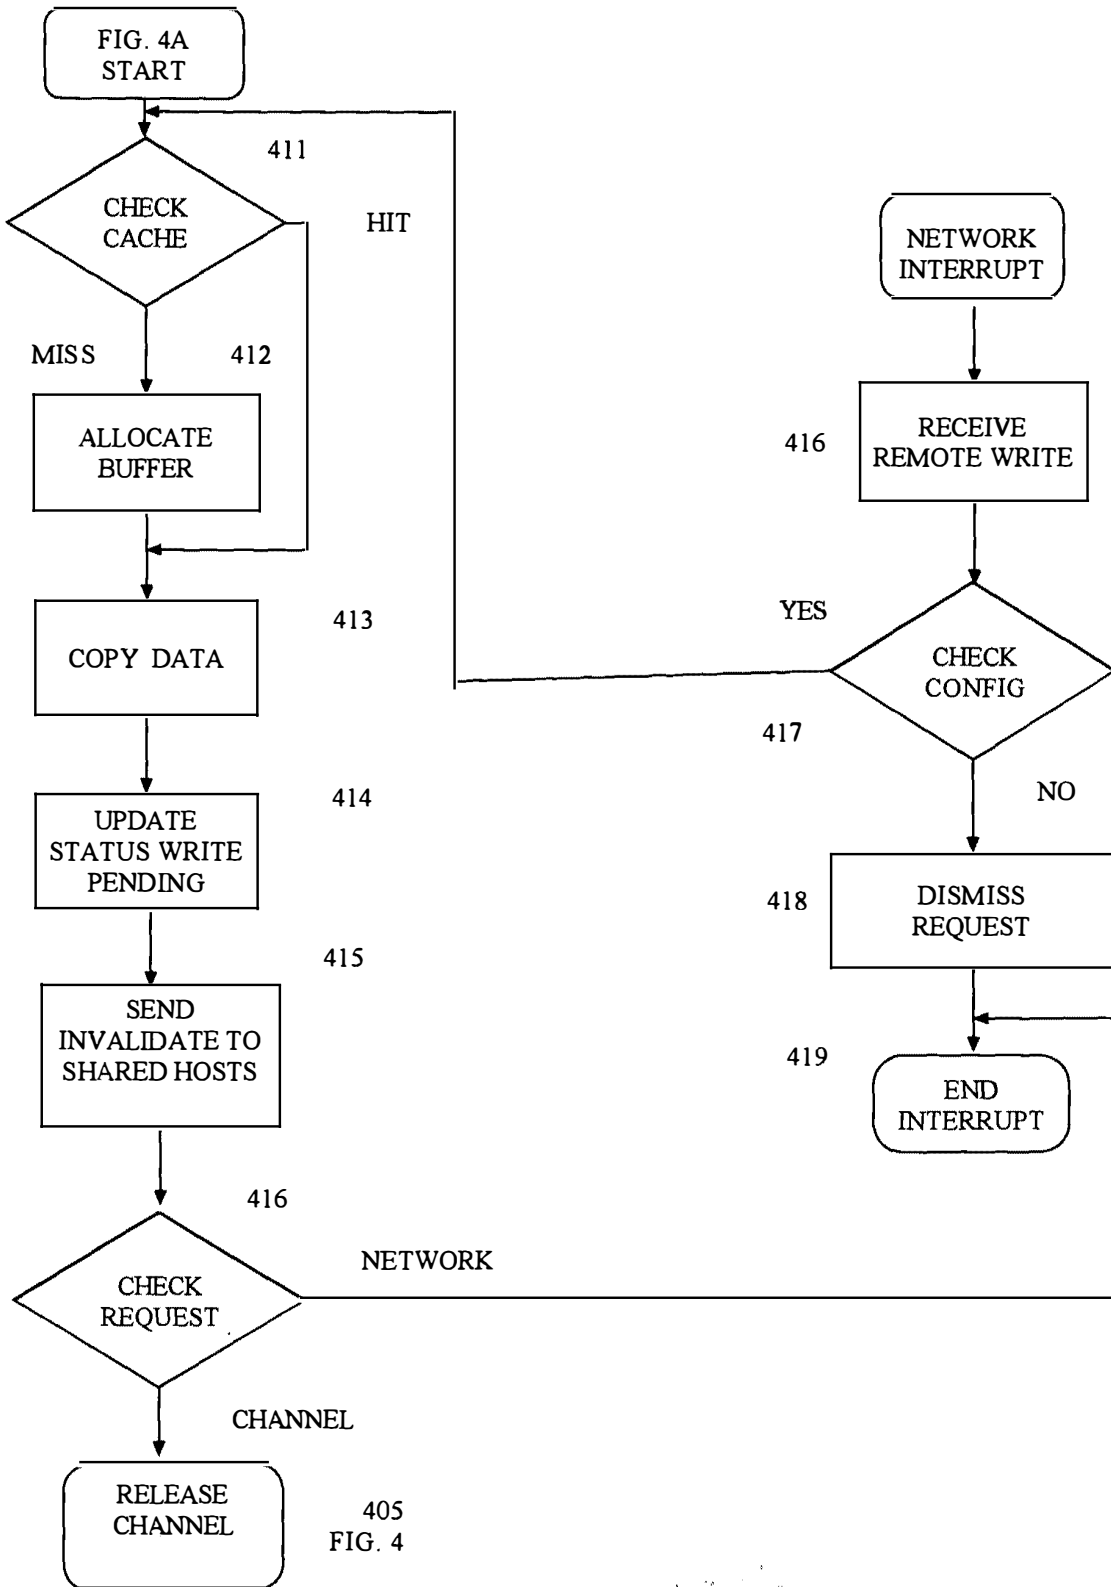 FIG. 4A
START
411
CHECK
CACHE
HIT
MISS
412
ALLOCATE
BUFFER
413
COPY DATA
414
UPDATE
STATUS WRITE
PENDING
415
SEND
INVALIDATE TO
SHARED HOSTS
416
CHECK
REQUEST
NETWORK
CHANNEL
RELEASE
CHANNEL
405
FIG. 4
NETWORK
INTERRUPT
416
RECEIVE
REMOTE WRITE
YES
CHECK
CONFIG
417
NO
418
DISMISS
REQUEST
419
END
INTERRUPT